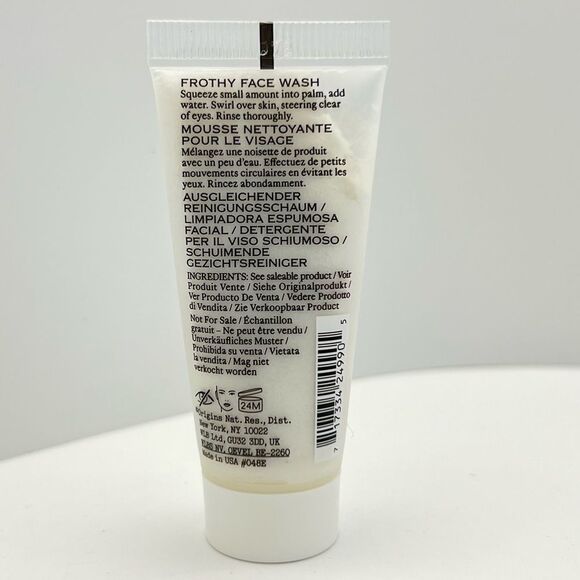 FROTHY FACE WASH
Squeeze small amount into palm, add
water. Swirl over skin, steering clear
of eyes. Rinse thoroughly.
MOUSSE NETTOYANTE
POUR LE VISAGE
Mélangez une noisette de produit
avec un peu d'eau. Effectuez de petits
mouvements circulaires en évitant les
yeux. Rincez abondamment.
AUSGLEICHENDER
REINIGUNGSSCHAUM /
LIMPIADORA ESPUMOSA
FACIAL / DETERGENTE
PER IL VISO SCHIUMOSO /
SCHUIMENDE
GEZICHTSREINIGER
INGREDIENTS: See saleable product / Voir
Produit Vente / Siehe Originalprodukt /
Ver Producto De Venta / Vedere Prodotto
di Vendita / Zie Verkoopbaar Product
Not For Sale / Échantillon
gratuit – Ne peut être vendu /
Unverkäufliches Muster /
Prohibida su venta / Vietata
la vendita / Mag niet
verkocht worden
24M
Origins Nat. Res., Dist.
New York, NY 10022
WLB Ltd, GU32 3DD, UK
NV. OEVEL BE-2260
Made in USA #048E
7 17334 24990 5